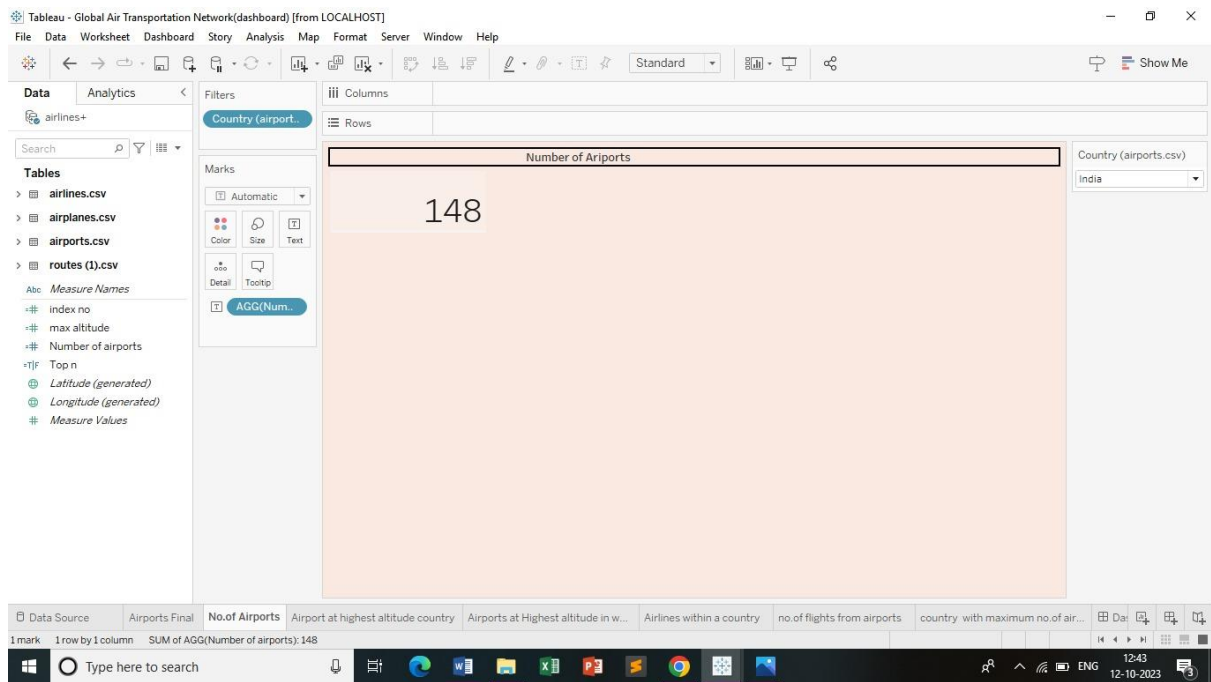 Tableau - Global Air Transportation Network(dashboard) [from LOCALHOST]
File Data Worksheet Dashboard Story Analysis Map Format Server Window Help
Standard
Show Me
Data Analytics
airlines+
Search
Tables
airlines.csv
airplanes.csv
airports.csv
routes (1).csv
Abc Measure Names
=# index no
=# max altitude
=# Number of airports
=T|F Top n
Latitude (generated)
Longitude (generated)
# Measure Values
Filters
Country (airport..
Marks
Automatic
Color Size Text
Detail Tooltip
AGG(Num..
iii Columns
Rows
Number of Ariports
148
Country (airports.csv)
India
Data Source Airports Final No.of Airports Airport at highest altitude country Airports at Highest altitude in w... Airlines within a country no.of flights from airports country with maximum no.of air... Da
1 mark 1 row by 1 column SUM of AGG(Number of airports): 148
Type here to search
ENG
12:43
12-10-2023
3